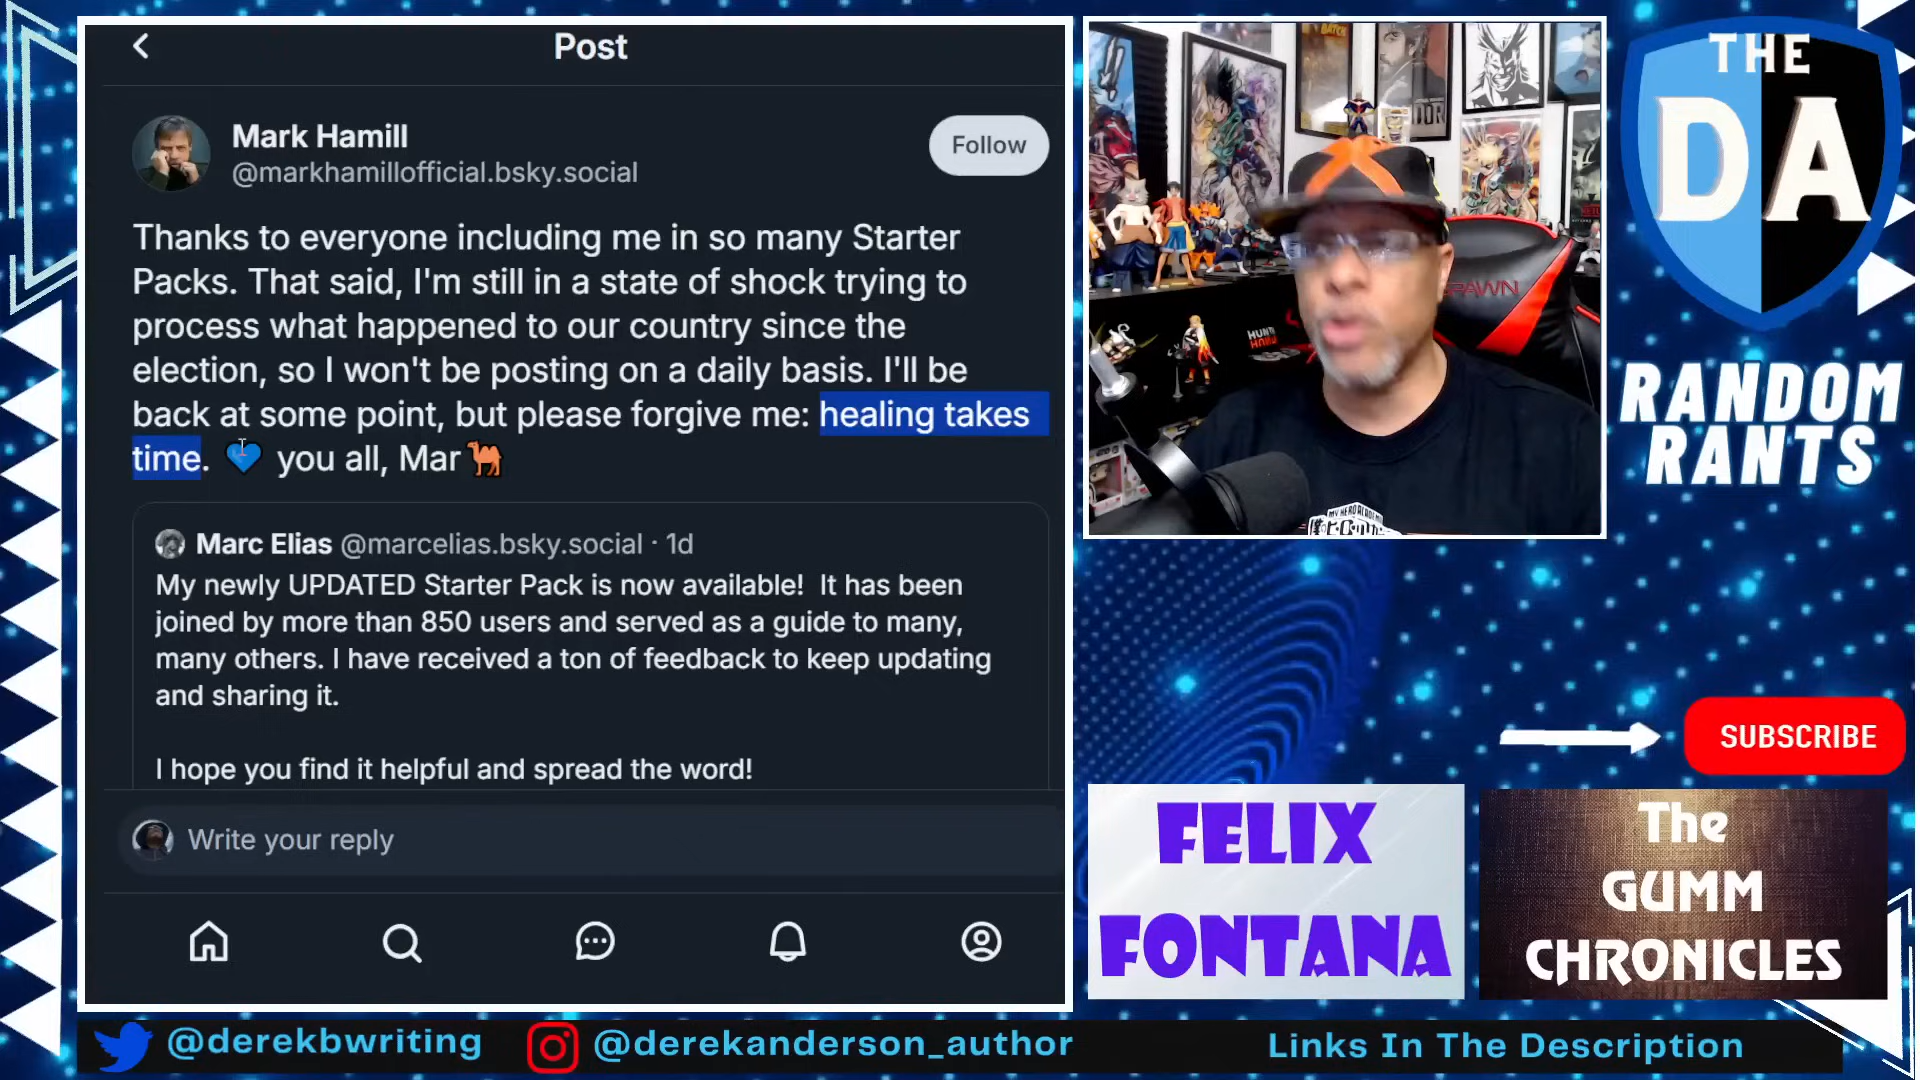 Post
Mark Hamill
@markhamillofficial.bsky.social
Follow
Thanks to everyone including me in so many Starter
Packs. That said, I'm still in a state of shock trying to
process what happened to our country since the
election, so I won't be posting on a daily basis. I'll be
back at some point, but please forgive me: healing takes
time. 💙 you all, Mar🐪
Marc Elias @marcelias.bsky.social · 1d
My newly UPDATED Starter Pack is now available! It has been
joined by more than 850 users and served as a guide to many,
many others. I have received a ton of feedback to keep updating
and sharing it.
I hope you find it helpful and spread the word!
Write your reply
MY HERO ACADEMIA
THE
DA
RANDOM
RANTS
SUBSCRIBE
FELIX
FONTANA
The
GUMM
CHRONICLES
@derekbwriting
@derekanderson_author
Links In The Description